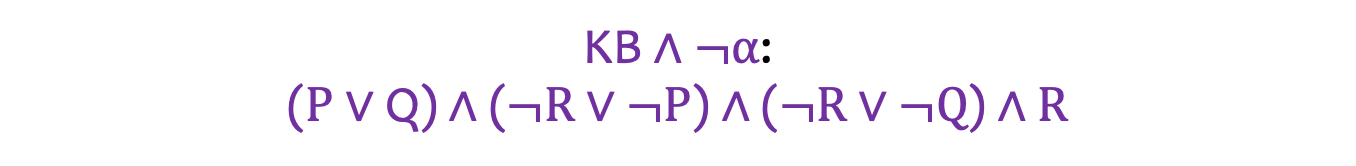 KB ∧ ¬α:
(P ∨ Q) ∧ (¬R ∨ ¬P) ∧ (¬R ∨ ¬Q) ∧ R